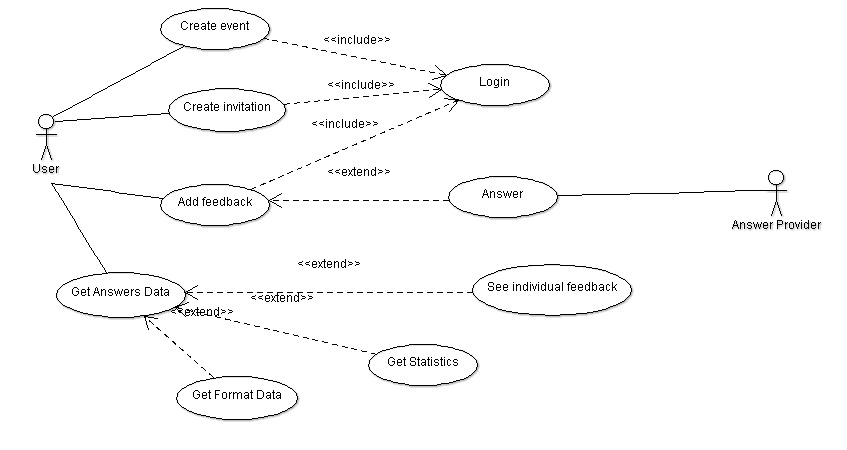 Create event
<<include>>
Login
<<include>>
Create invitation
<<include>>
User
<<extend>>
Add feedback
Answer
Answer Provider
<<extend>>
See individual feedback
Get Answers Data
<<extend>>
<<extend>>
Get Statistics
Get Format Data